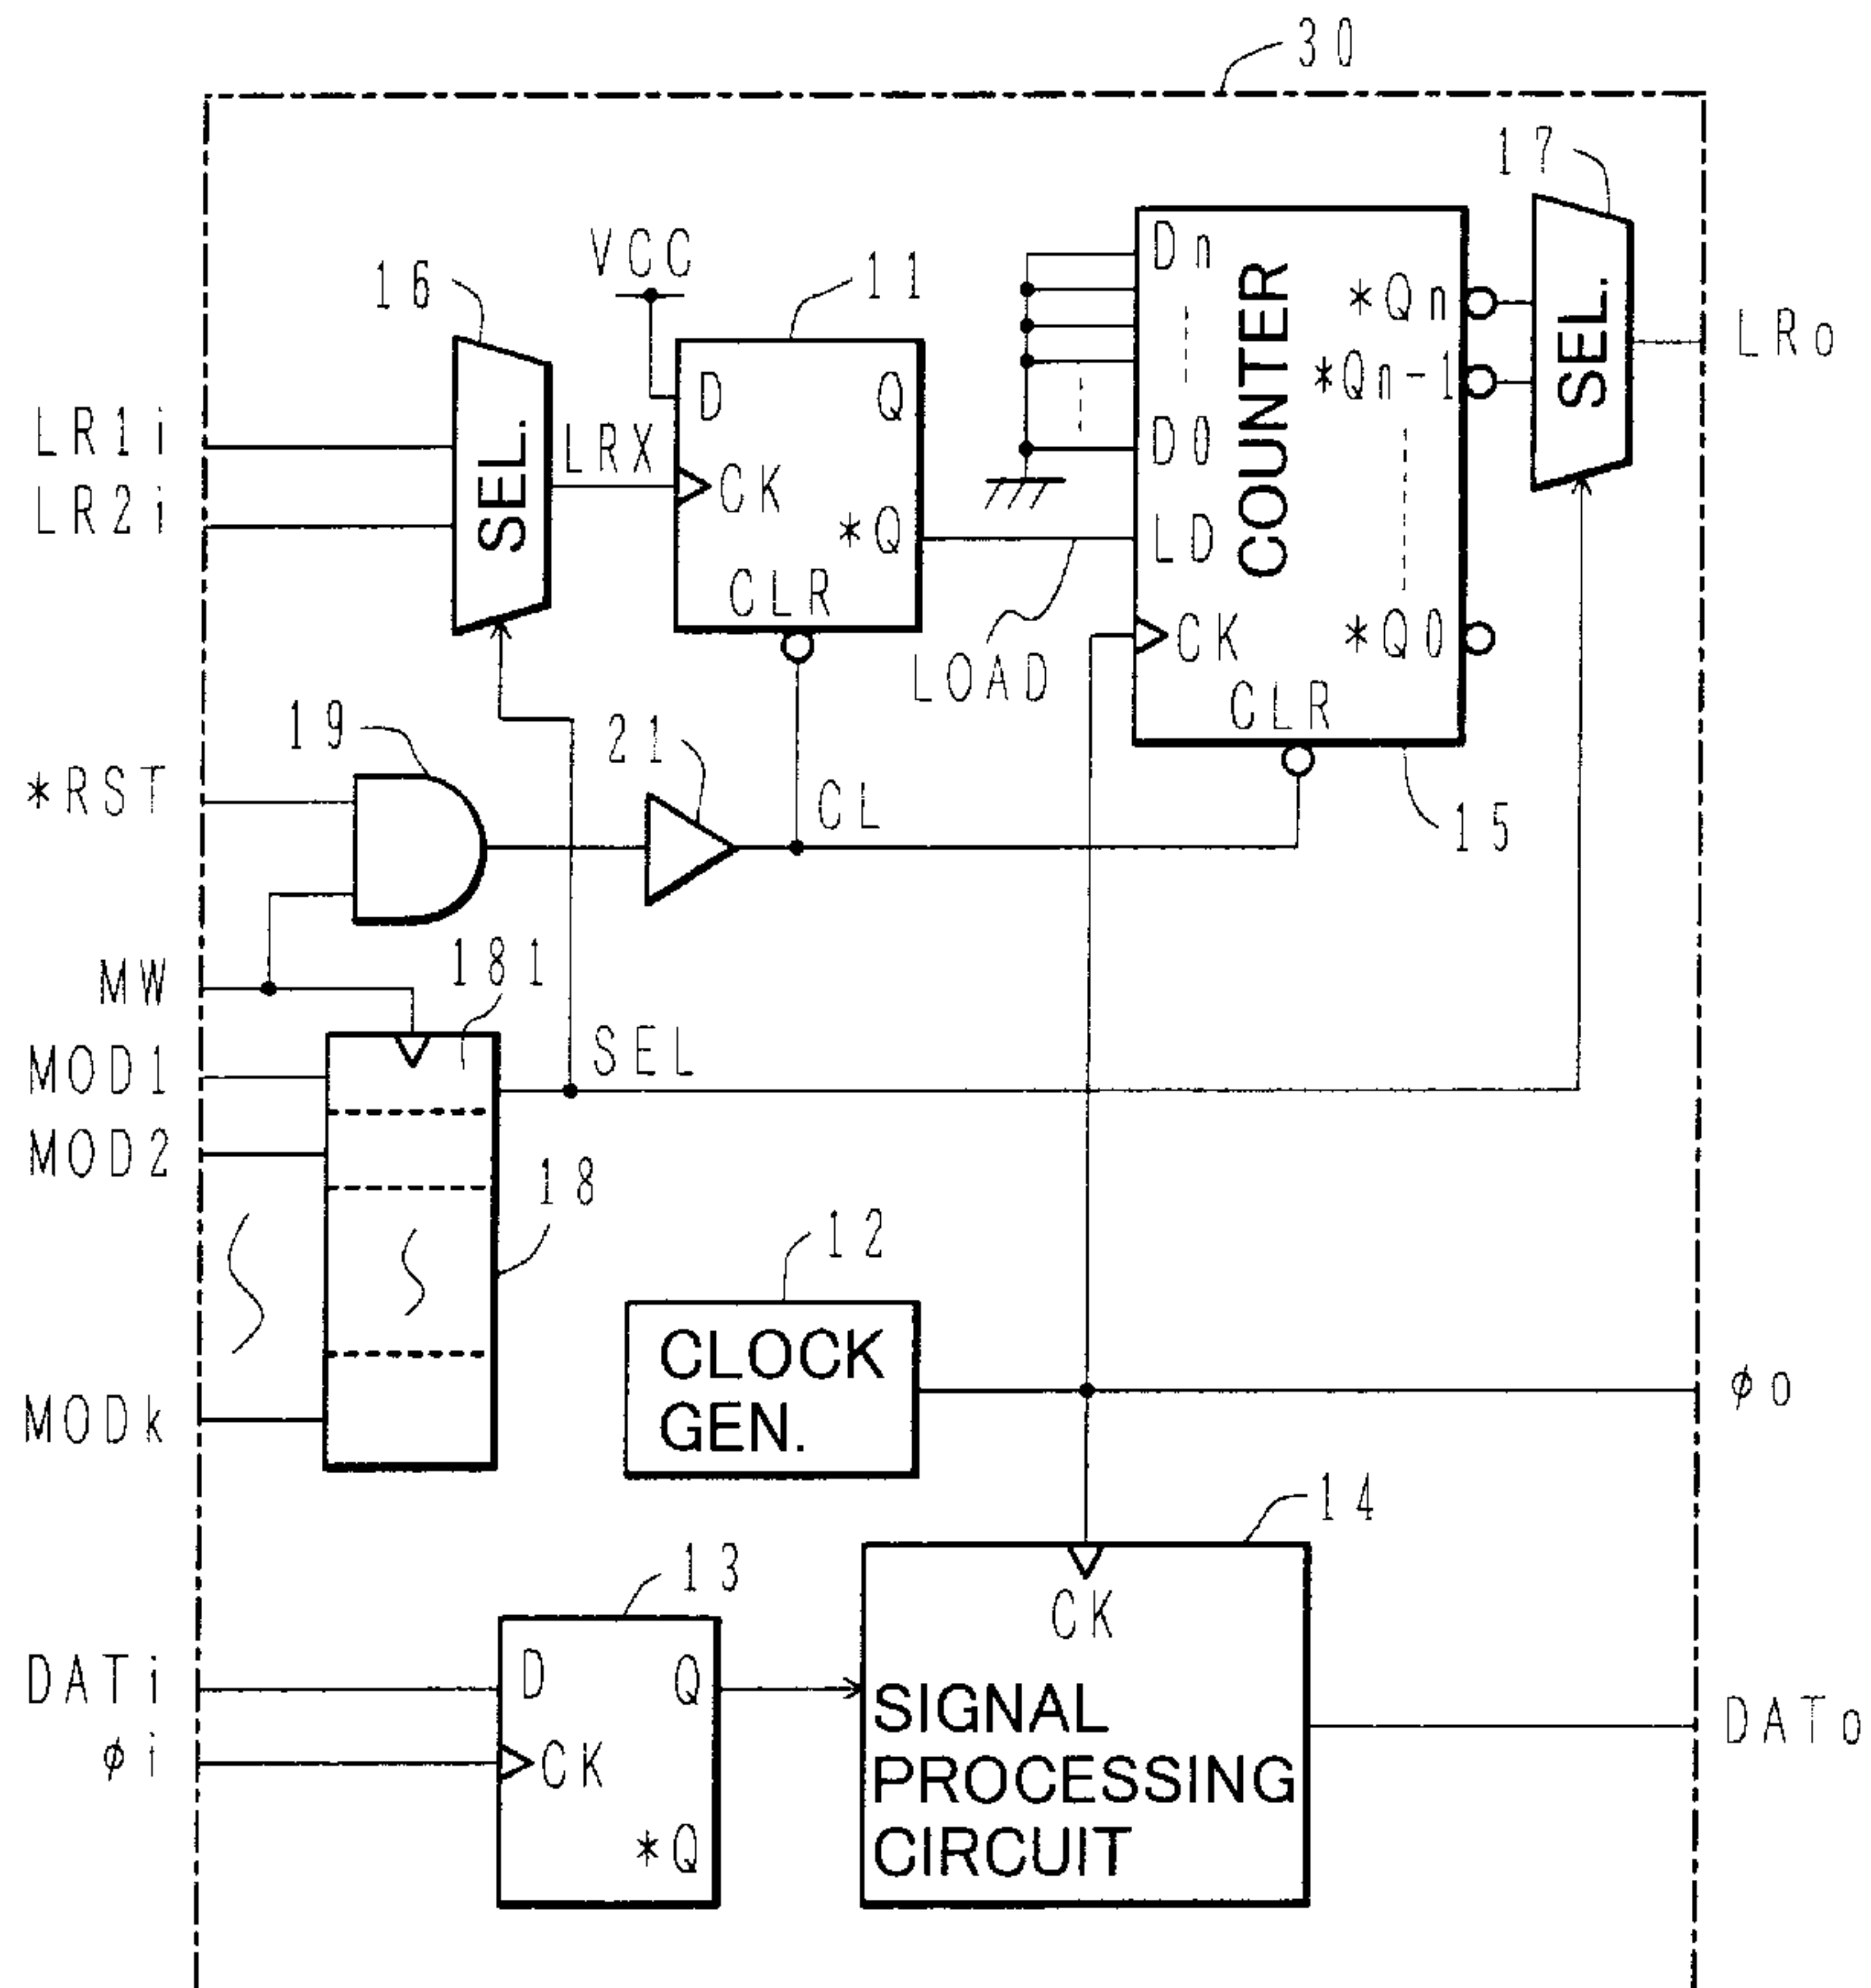 30
17
VCC
16
11
Dn
*Qn
*Qn-1
D0
COUNTER
SEL.
LRo
D
Q
LR1i
LR2i
SEL.
LRX
CK
*Q
CLR
LD
CK
*Q0
CLR
LOAD
19
21
*RST
CL
15
MW
181
MOD1
SEL
MOD2
18
12
CLOCK
GEN.
MODk
φo
14
13
CK
DATi
D
Q
φi
CK
*Q
SIGNAL
PROCESSING
CIRCUIT
DATo